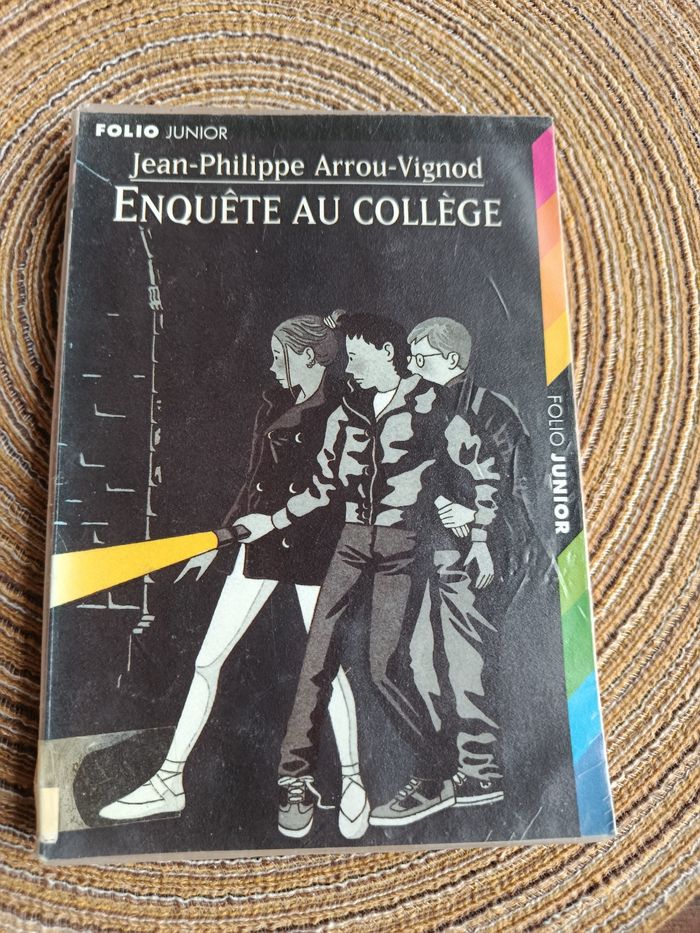 FOLIO JUNIOR
Jean-Philippe Arrou-Vignod
ENQUÊTE AU COLLÈGE
FOLIO JUNIOR